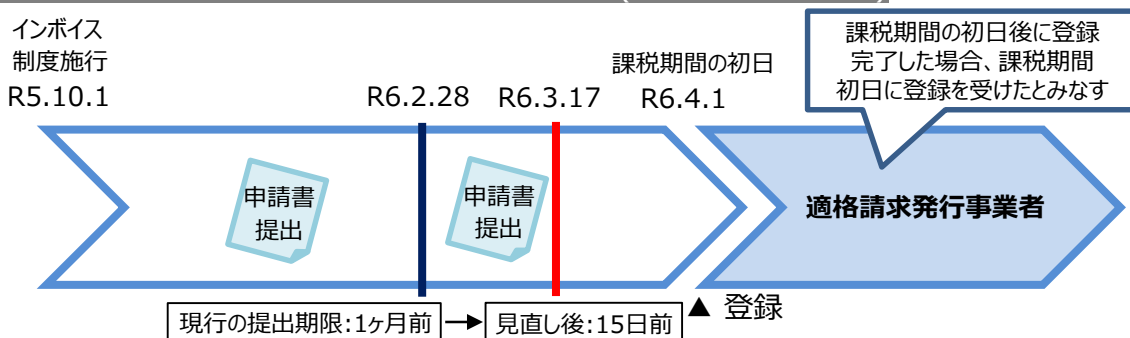 インボイス
制度施行
R5.10.1
R6.2.28
R6.3.17
課税期間の初日
R6.4.1
課税期間の初日後に登録
完了した場合、課税期間
初日に登録を受けたとみなす
申請書
提出
申請書
提出
適格請求発行事業者
現行の提出期限:1ヶ月前
見直し後:15日前
▲ 登録